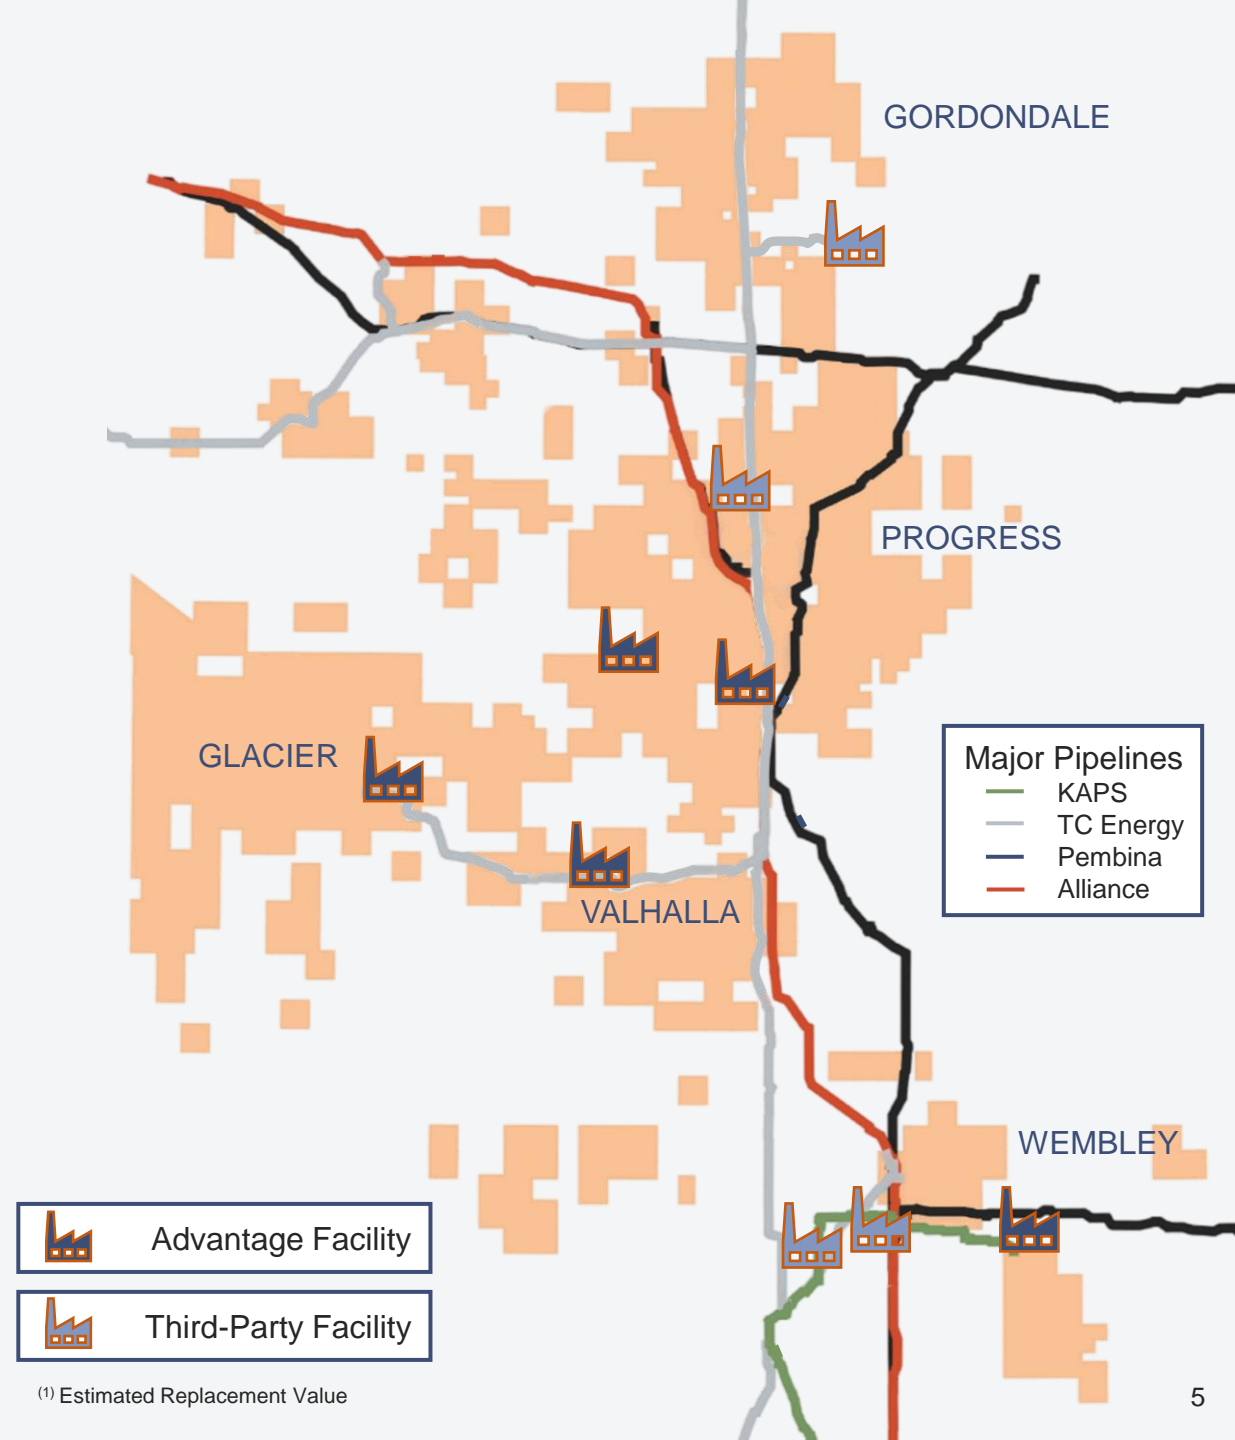 GORDONDALE
PROGRESS
GLACIER
VALHALLA
Major Pipelines
KAPS
TC Energy
Pembina
Alliance
WEMBLEY
Advantage Facility
Third-Party Facility
(1) Estimated Replacement Value
5